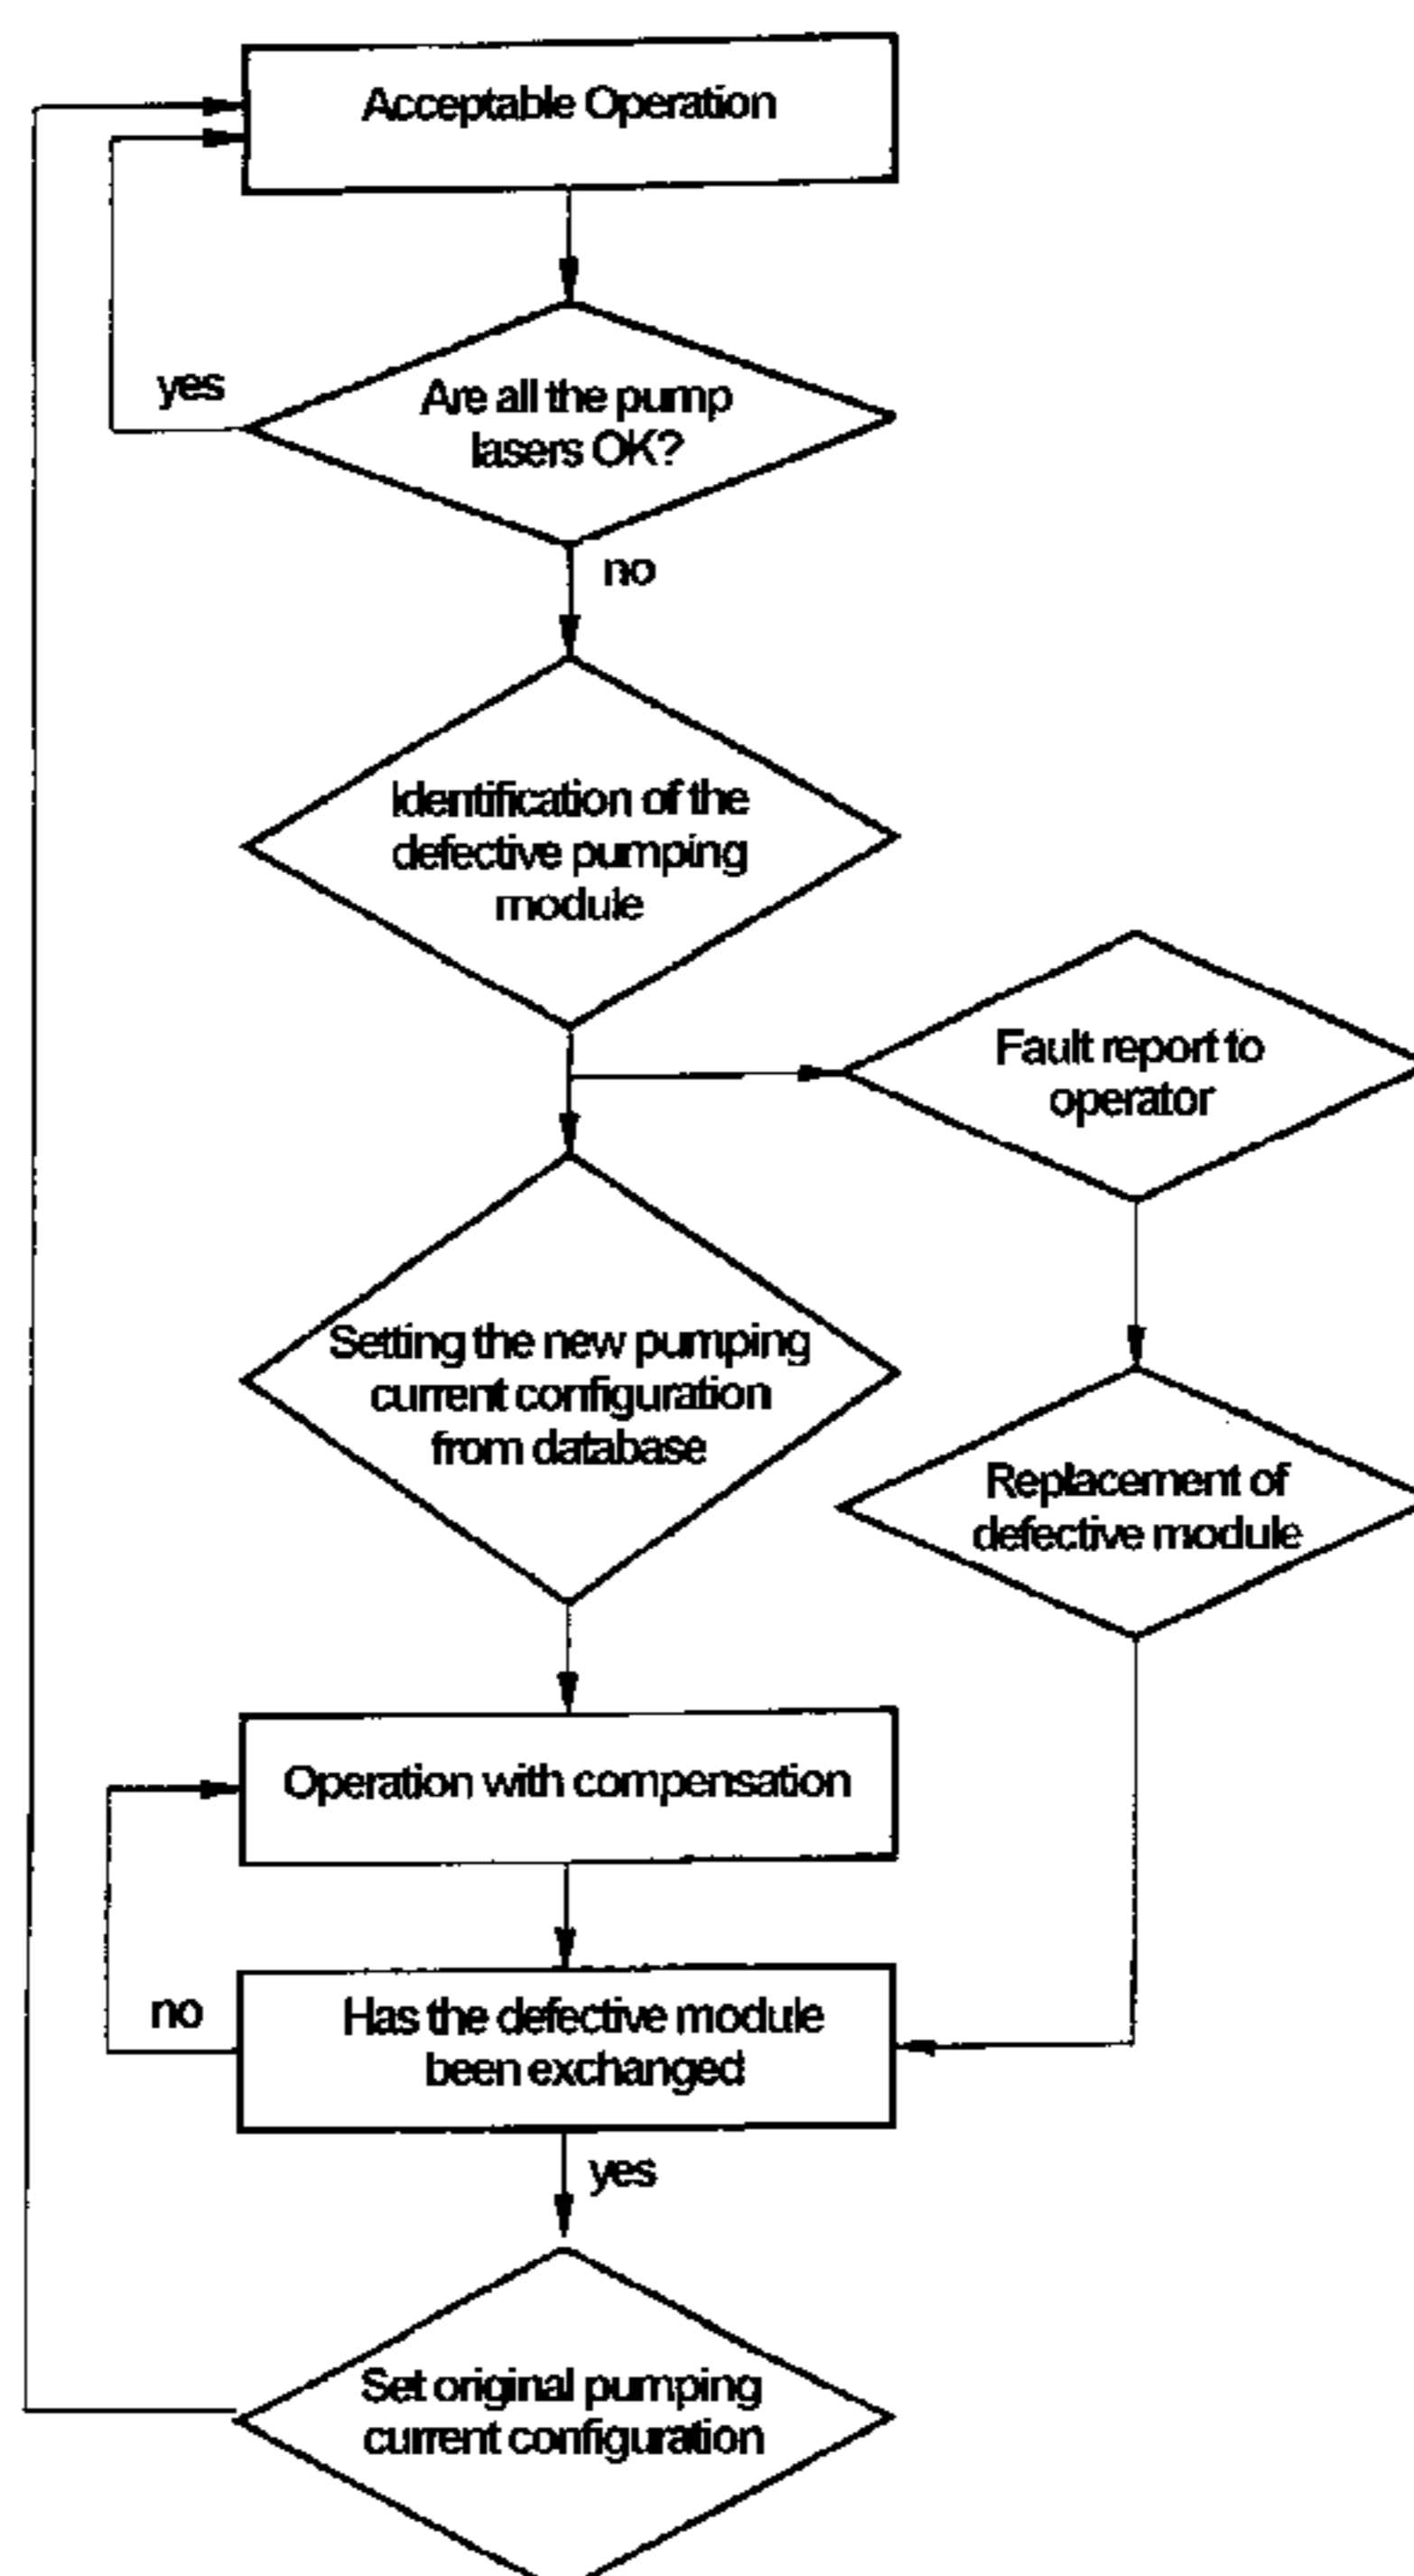 Acceptable Operation
yes
Are all the pump
lasers OK?
no
Identification of the
defective pumping
module
Fault report to
operator
Setting the new pumping
current configuration
from database
Replacement of
defective module
Operation with compensation
no
Has the defective module
been exchanged
yes
Set original pumping
current configuration